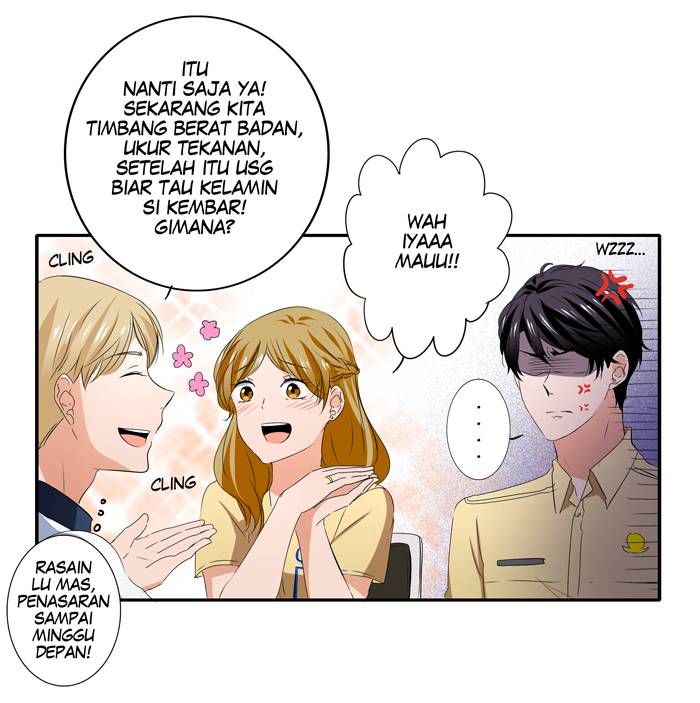 ITU
NANTI SAJA YA!
SEKARANG KITA
TIMBANG BERAT BADAN,
UKUR TEKANAN,
SETELAH ITU USG
BIAR TAU KELAMIN
SI KEMBAR!
GIMANA?
WAH
IYAAA
MAUU!!
WZZZ...
CLING
CLING
....
RASAIN
LU MAS,
PENASARAN
SAMPAI
MINGGU
DEPAN!